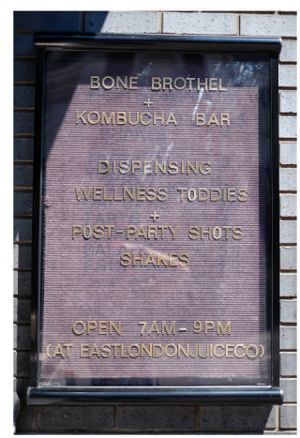 BONE BROTHEL
+
KOMBUCHA BAR
DISPENSING
WELLNESS TODDIES
+
POST-PARTY SHOTS
SHAKES
OPEN 7AM-9PM
(AT EASTLONDONJUICECO)